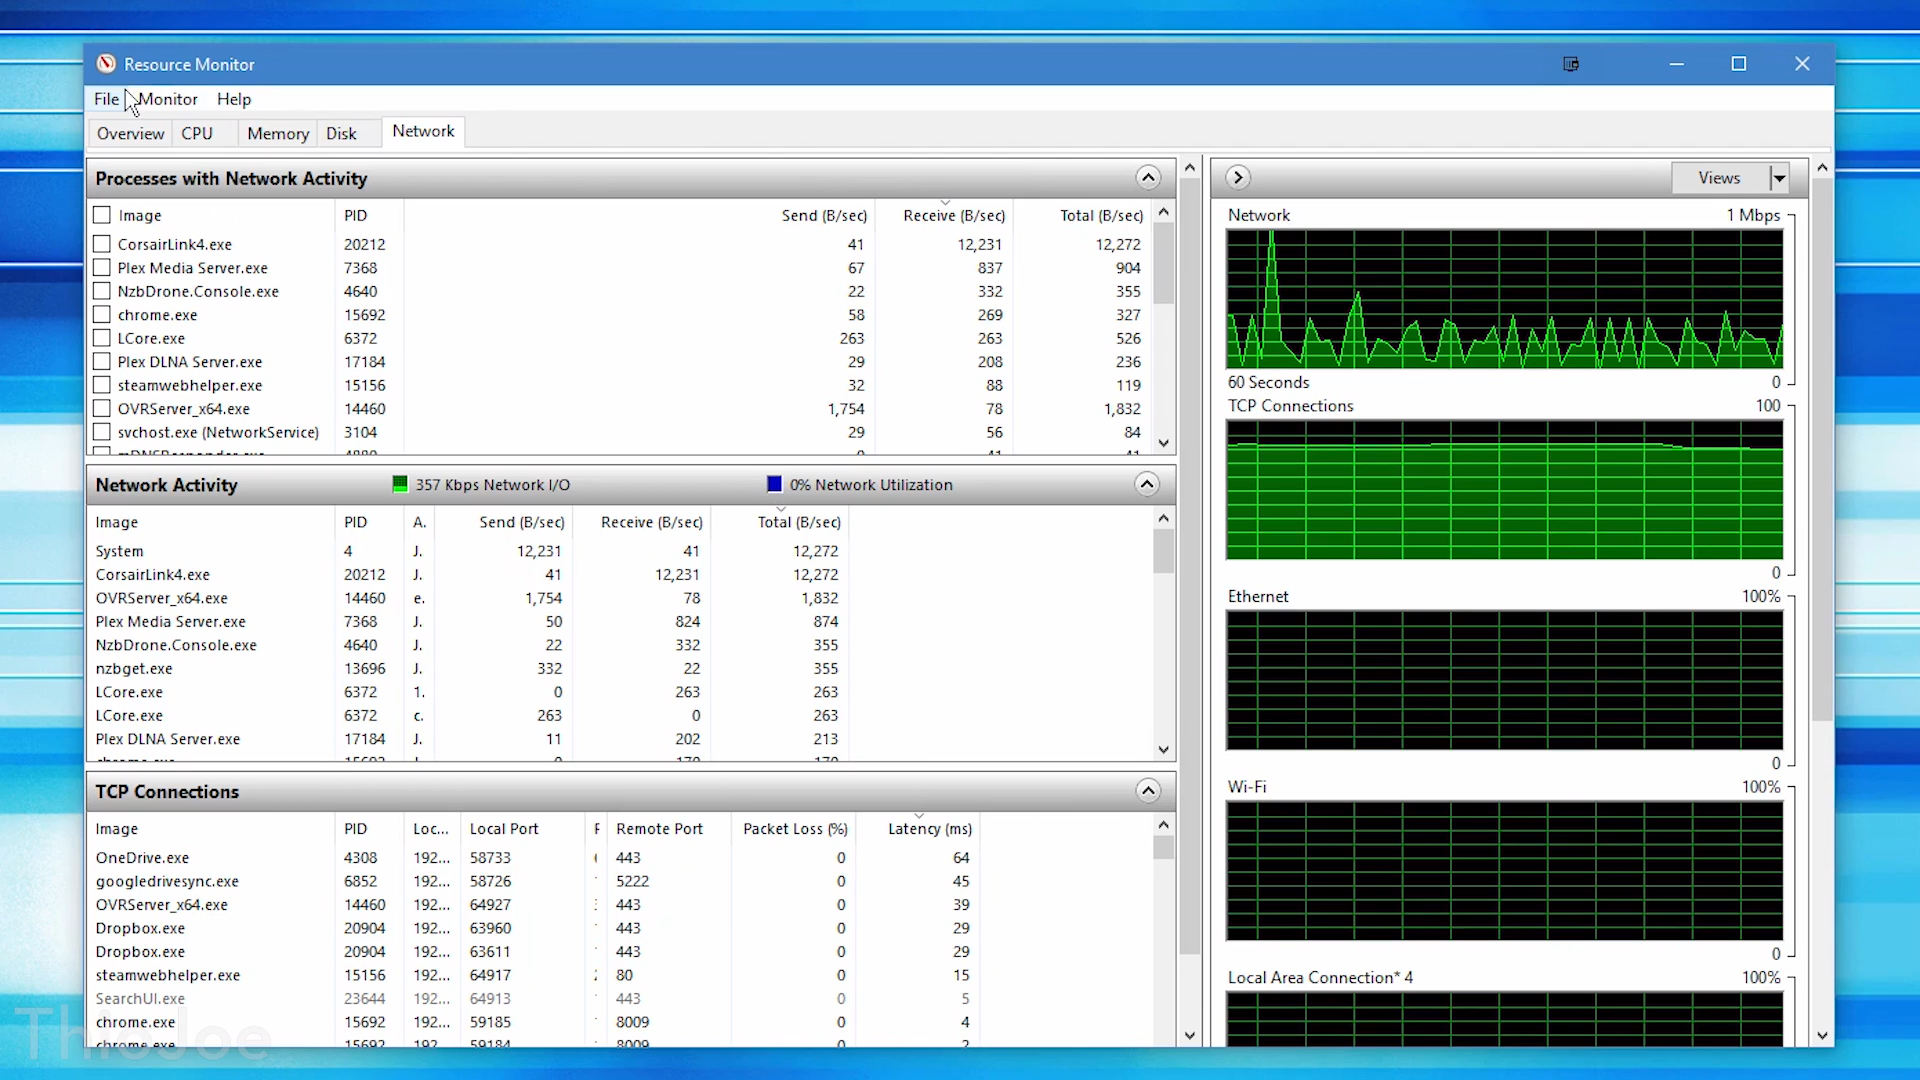 Resource Monitor
File Monitor Help
Overview CPU Memory Disk Network
Processes with Network Activity
Image PID Send (B/sec) Receive (B/sec) Total (B/sec)
CorsairLink4.exe 20212 41 12,231 12,272
Plex Media Server.exe 7368 67 837 904
NzbDrone.Console.exe 4640 22 332 355
chrome.exe 15692 58 269 327
LCore.exe 6372 263 263 526
Plex DLNA Server.exe 17184 29 208 236
steamwebhelper.exe 15156 32 88 119
OVRServer_x64.exe 14460 1,754 78 1,832
svchost.exe (NetworkService) 3104 29 56 84
Network Activity 357 Kbps Network I/O 0% Network Utilization
Image PID A. Send (B/sec) Receive (B/sec) Total (B/sec)
System 4 J. 12,231 41 12,272
CorsairLink4.exe 20212 J. 41 12,231 12,272
OVRServer_x64.exe 14460 e. 1,754 78 1,832
Plex Media Server.exe 7368 J. 50 824 874
NzbDrone.Console.exe 4640 J. 22 332 355
nzbget.exe 13696 J. 332 22 355
LCore.exe 6372 1. 0 263 263
LCore.exe 6372 c. 263 0 263
Plex DLNA Server.exe 17184 J. 11 202 213
TCP Connections
Image PID Loc... Local Port Remote Port Packet Loss (%) Latency (ms)
OneDrive.exe 4308 192... 58733 443 0 64
googledrivesync.exe 6852 192... 58726 5222 0 45
OVRServer_x64.exe 14460 192... 64927 443 0 39
Dropbox.exe 20904 192... 63960 443 0 29
Dropbox.exe 20904 192... 63611 443 0 29
steamwebhelper.exe 15156 192... 64917 80 0 15
SearchUI.exe 23644 192... 64913 443 0 5
chrome.exe 15692 192... 59185 8009 0 4
chrome.exe 15692 192... 59184 8009 0 2
Views
Network 1 Mbps
60 Seconds 0
TCP Connections 100
0
Ethernet 100%
0
Wi-Fi 100%
0
Local Area Connection* 4 100%
ThioJoe